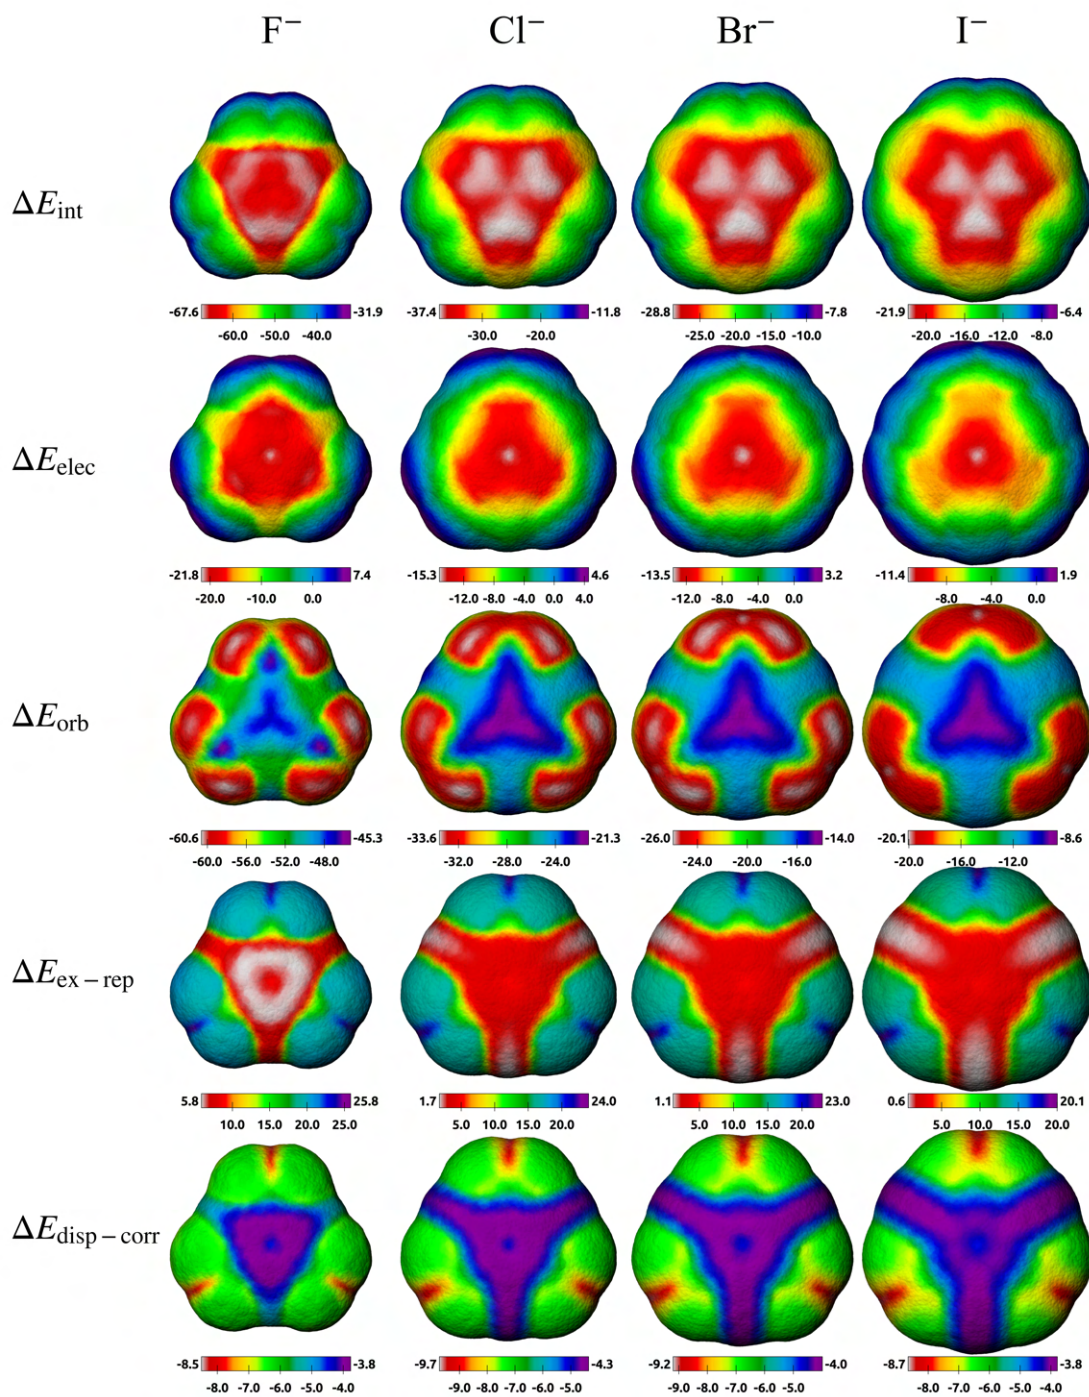 F⁻ Cl⁻ Br⁻ I⁻
ΔE_int
-67.6 -31.9 -37.4 -11.8 -28.8 -7.8 -21.9 -6.4
-60.0 -50.0 -40.0 -30.0 -20.0 -25.0 -20.0 -15.0 -10.0 -20.0 -16.0 -12.0 -8.0
ΔE_elec
-21.8 7.4 -15.3 4.6 -13.5 3.2 -11.4 1.9
-20.0 -10.0 0.0 -12.0 -8.0 -4.0 0.0 4.0 -12.0 -8.0 -4.0 0.0 -8.0 -4.0 0.0
ΔE_orb
-60.6 -45.3 -33.6 -21.3 -26.0 -14.0 -20.1 -8.6
-60.0 -56.0 -52.0 -48.0 -32.0 -28.0 -24.0 -24.0 -20.0 -16.0 -20.0 -16.0 -12.0
ΔE_ex – rep
5.8 25.8 1.7 24.0 1.1 23.0 0.6 20.1
10.0 15.0 20.0 25.0 5.0 10.0 15.0 20.0 5.0 10.0 15.0 20.0 5.0 10.0 15.0 20.0
ΔE_disp – corr
-8.5 -3.8 -9.7 -4.3 -9.2 -4.0 -8.7 -3.8
-8.0 -7.0 -6.0 -5.0 -4.0 -9.0 -8.0 -7.0 -6.0 -5.0 -9.0 -8.0 -7.0 -6.0 -5.0 -8.0 -7.0 -6.0 -5.0 -4.0